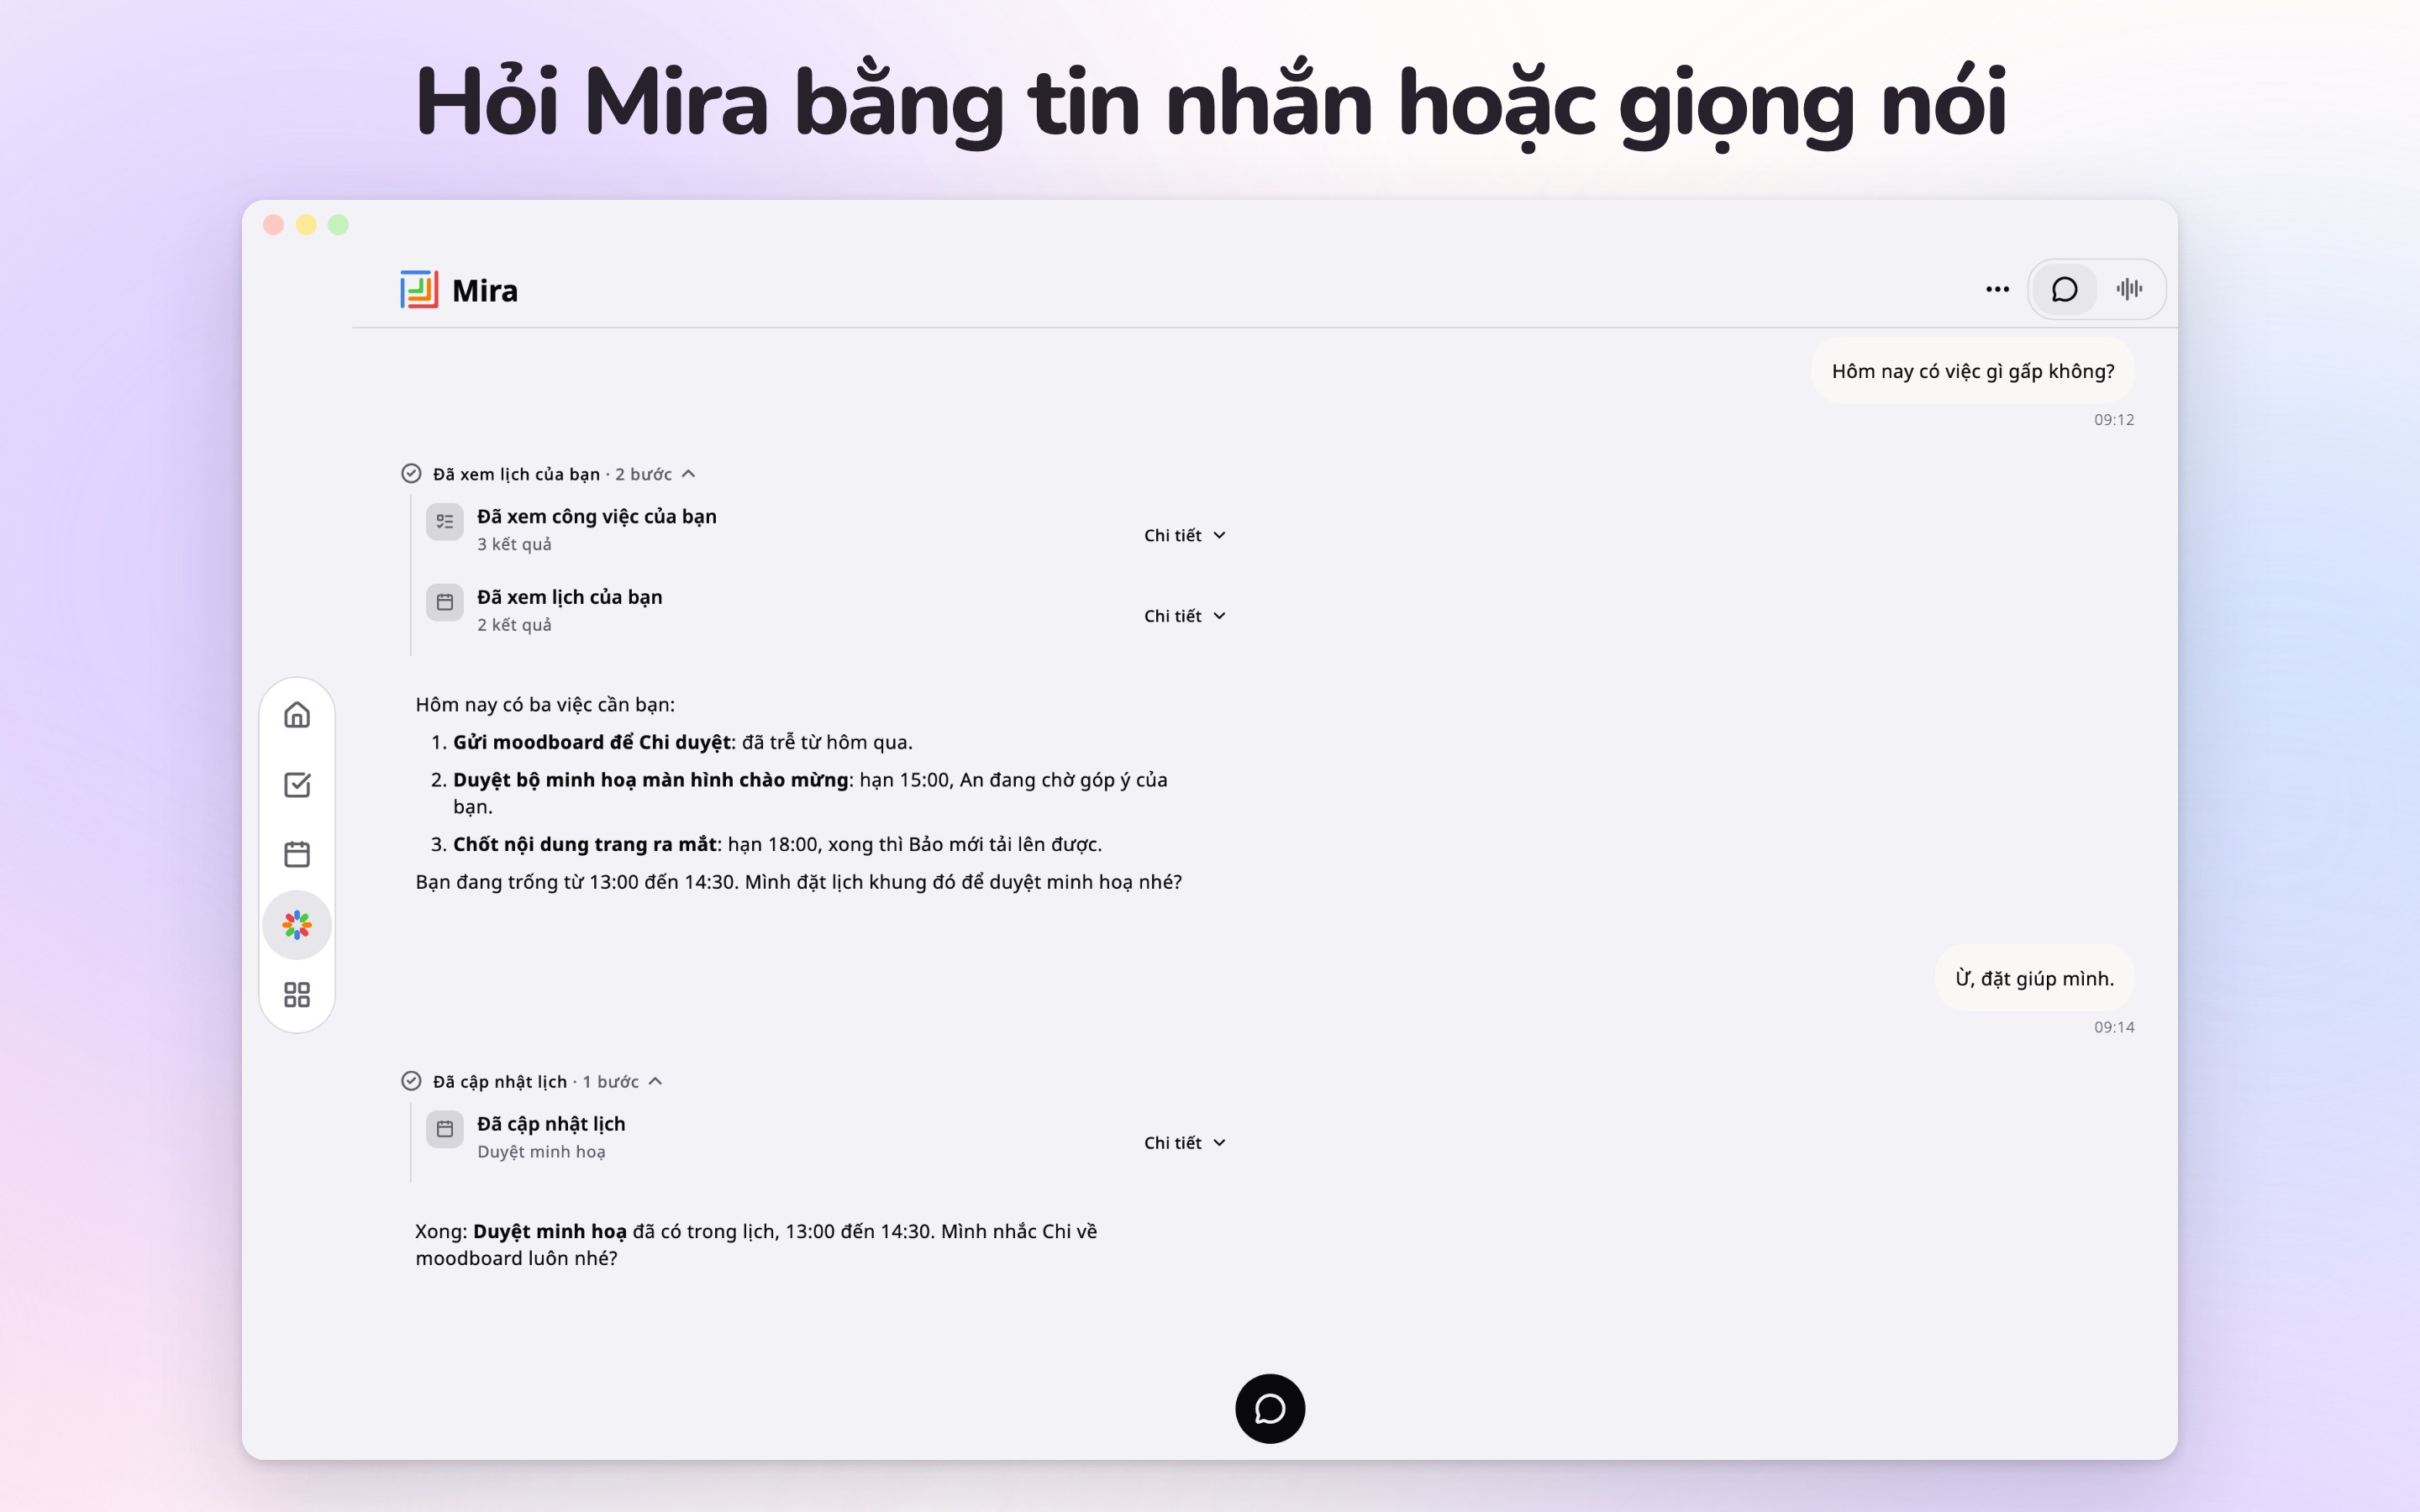 Hỏi Mira bằng tin nhắn hoặc giọng nói
Mira
Hôm nay có việc gì gấp không?
09:12
Đã xem lịch của bạn · 2 bước
Đã xem công việc của bạn
3 kết quả
Chi tiết
Đã xem lịch của bạn
2 kết quả
Chi tiết
Hôm nay có ba việc cần bạn:
1. Gửi moodboard để Chi duyệt: đã trễ từ hôm qua.
2. Duyệt bộ minh hoạ màn hình chào mừng: hạn 15:00, An đang chờ góp ý của
bạn.
3. Chốt nội dung trang ra mắt: hạn 18:00, xong thì Bảo mới tải lên được.
Bạn đang trống từ 13:00 đến 14:30. Mình đặt lịch khung đó để duyệt minh hoạ nhé?
Ừ, đặt giúp mình.
09:14
Đã cập nhật lịch · 1 bước
Đã cập nhật lịch
Duyệt minh hoạ
Chi tiết
Xong: Duyệt minh hoạ đã có trong lịch, 13:00 đến 14:30. Mình nhắc Chi về
moodboard luôn nhé?